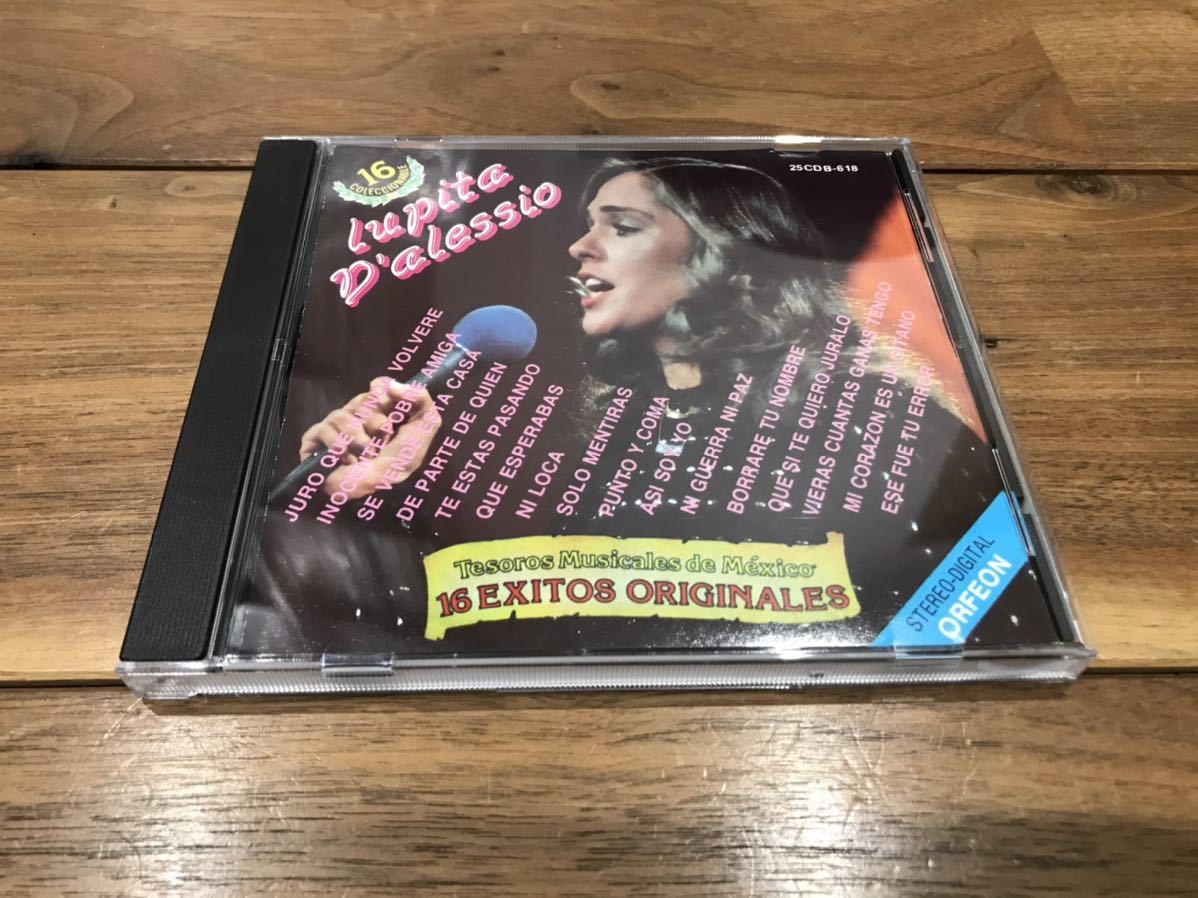 16
COLECCIONABLE
lupita
D'alessio
25CDB-618
JURO QUE NUNCA VOLVERE
INOCENTE POBRE AMIGA
SE VENDE ESTA CASA
DE PARTE DE QUIEN
TE ESTAS PASANDO
QUE ESPERABAS
NI LOCA
SOLO MENTIRAS
PUNTO Y COMA
ASI SOY YO
NI GUERRA NI PAZ
BORRARE TU NOMBRE
QUE SI TE QUIERO JURALO
VIERAS CUANTAS GANAS TENGO
MI CORAZON ES UN GITANO
ESE FUE TU ERROR
Tesoros Musicales de México
16 EXITOS ORIGINALES
STEREO-DIGITAL
ORFEON